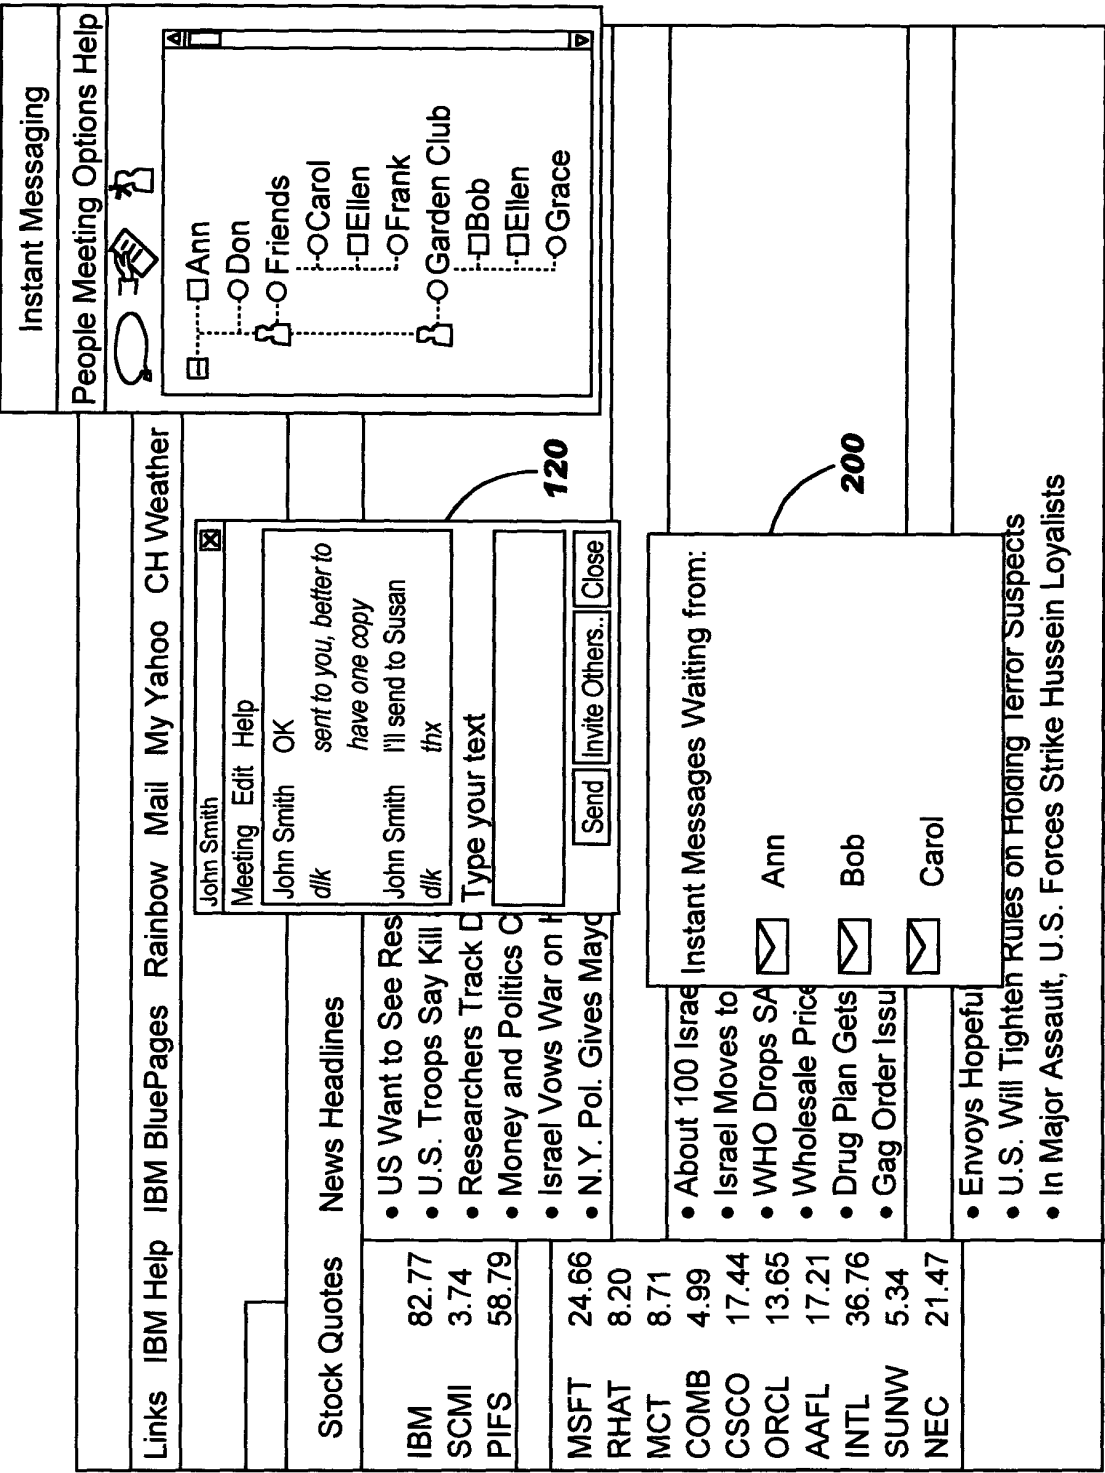 Instant Messaging
People Meeting Options Help
Ann
Don
Friends
Carol
Ellen
Frank
Garden Club
Bob
Ellen
Grace
Links IBM Help IBM BluePages Rainbow Mail My Yahoo CH Weather
Stock Quotes News Headlines
IBM 82.77
SCMI 3.74
PIFS 58.79
MSFT 24.66
RHAT 8.20
MCT 8.71
COMB 4.99
CSCO 17.44
ORCL 13.65
AAFL 17.21
INTL 36.76
SUNW 5.34
NEC 21.47
• US Want to See Res
• U.S. Troops Say Kill
• Researchers Track D
• Money and Politics C
• Israel Vows War on H
• N.Y. Pol. Gives Mayo
• About 100 Israe
• Israel Moves to
• WHO Drops SA
• Wholesale Price
• Drug Plan Gets
• Gag Order Issu
• Envoys Hopeful
• U.S. Will Tighten Rules on Holding Terror Suspects
• In Major Assault, U.S. Forces Strike Hussein Loyalists
John Smith
Meeting Edit Help
John Smith OK
dlk sent to you, better to
have one copy
John Smith I'll send to Susan
dlk thx
Type your text
Send Invite Others.. Close
120
Instant Messages Waiting from:
Ann
Bob
Carol
200